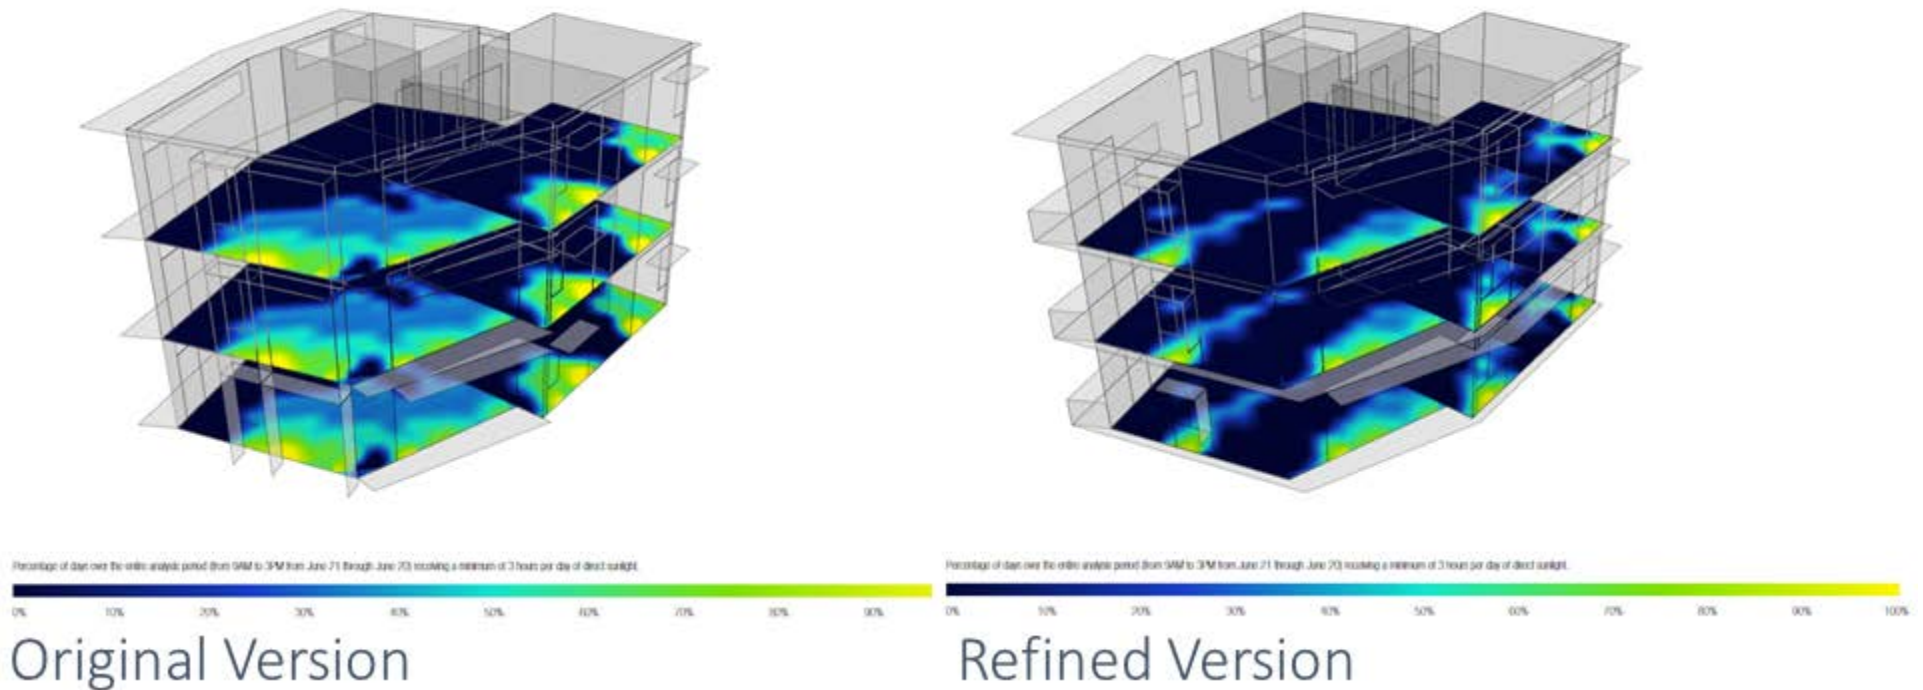 Percentage of days over the entire analysis period (from 9AM to 3PM from June 21 through June 20) receiving a minimum of 3 hours per day of direct sunlight.
Percentage of days over the entire analysis period (from 9AM to 3PM from June 21 through June 20) receiving a minimum of 3 hours per day of direct sunlight.
0% 10% 20% 30% 40% 50% 60% 70% 80% 90%
0% 10% 20% 30% 40% 50% 60% 70% 80% 90% 100%
Original Version
Refined Version